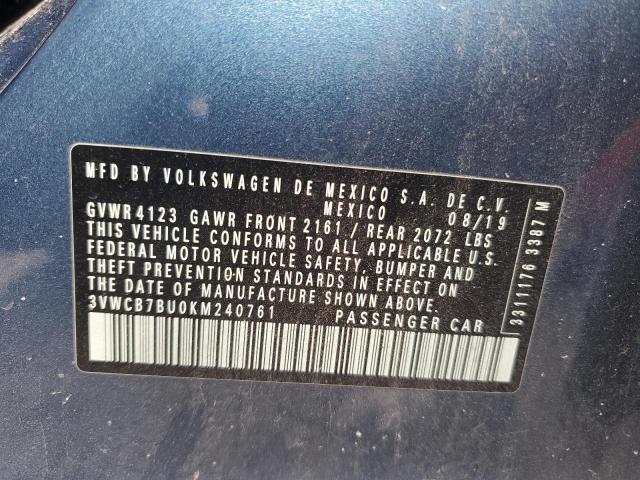 MFD BY VOLKSWAGEN DE MEXICO S.A. DE C.V.
MEXICO 08/19
GVWR 4123 GAWR FRONT 2161 / REAR 2072 LBS
THIS VEHICLE CONFORMS TO ALL APPLICABLE U.S.
FEDERAL MOTOR VEHICLE SAFETY, BUMPER AND
THEFT PREVENTION STANDARDS IN EFFECT ON
THE DATE OF MANUFACTURE SHOWN ABOVE.
3VWCB7BU0KM240761 PASSENGER CAR
3311176 3387 M